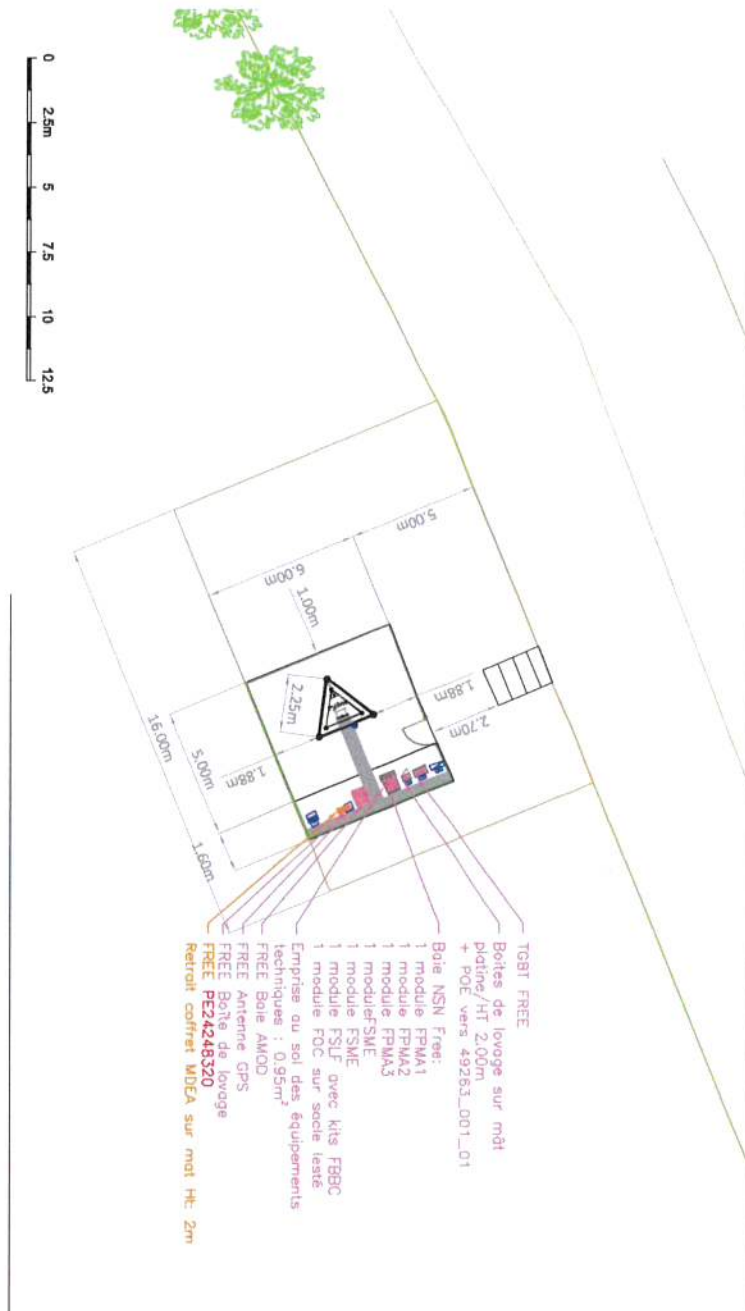 0 2.5m 5 7.5 10 12.5
5.00m
6.00m
1.00m
2.25m
1.88m
2.70m
1.88m
5.00m
1.60m
16.00m
TGBT FREE
Boites de lovage sur mât
platine/HT 2.00m
+ POE vers 49263_001_01
Baie NSN Free:
1 module FPMA1
1 module FPMA2
1 module FPMA3
1 moduleFSME
1 module FSME
1 module FSLF avec kits FBBC
1 module FOC sur socle lesté
Emprise au sol des équipements
techniques : 0.95m²
FREE Baie AMOD
FREE Antenne GPS
FREE Boîte de lovage
FREE PE24248320
Retrait coffret MDEA sur mat Ht: 2m